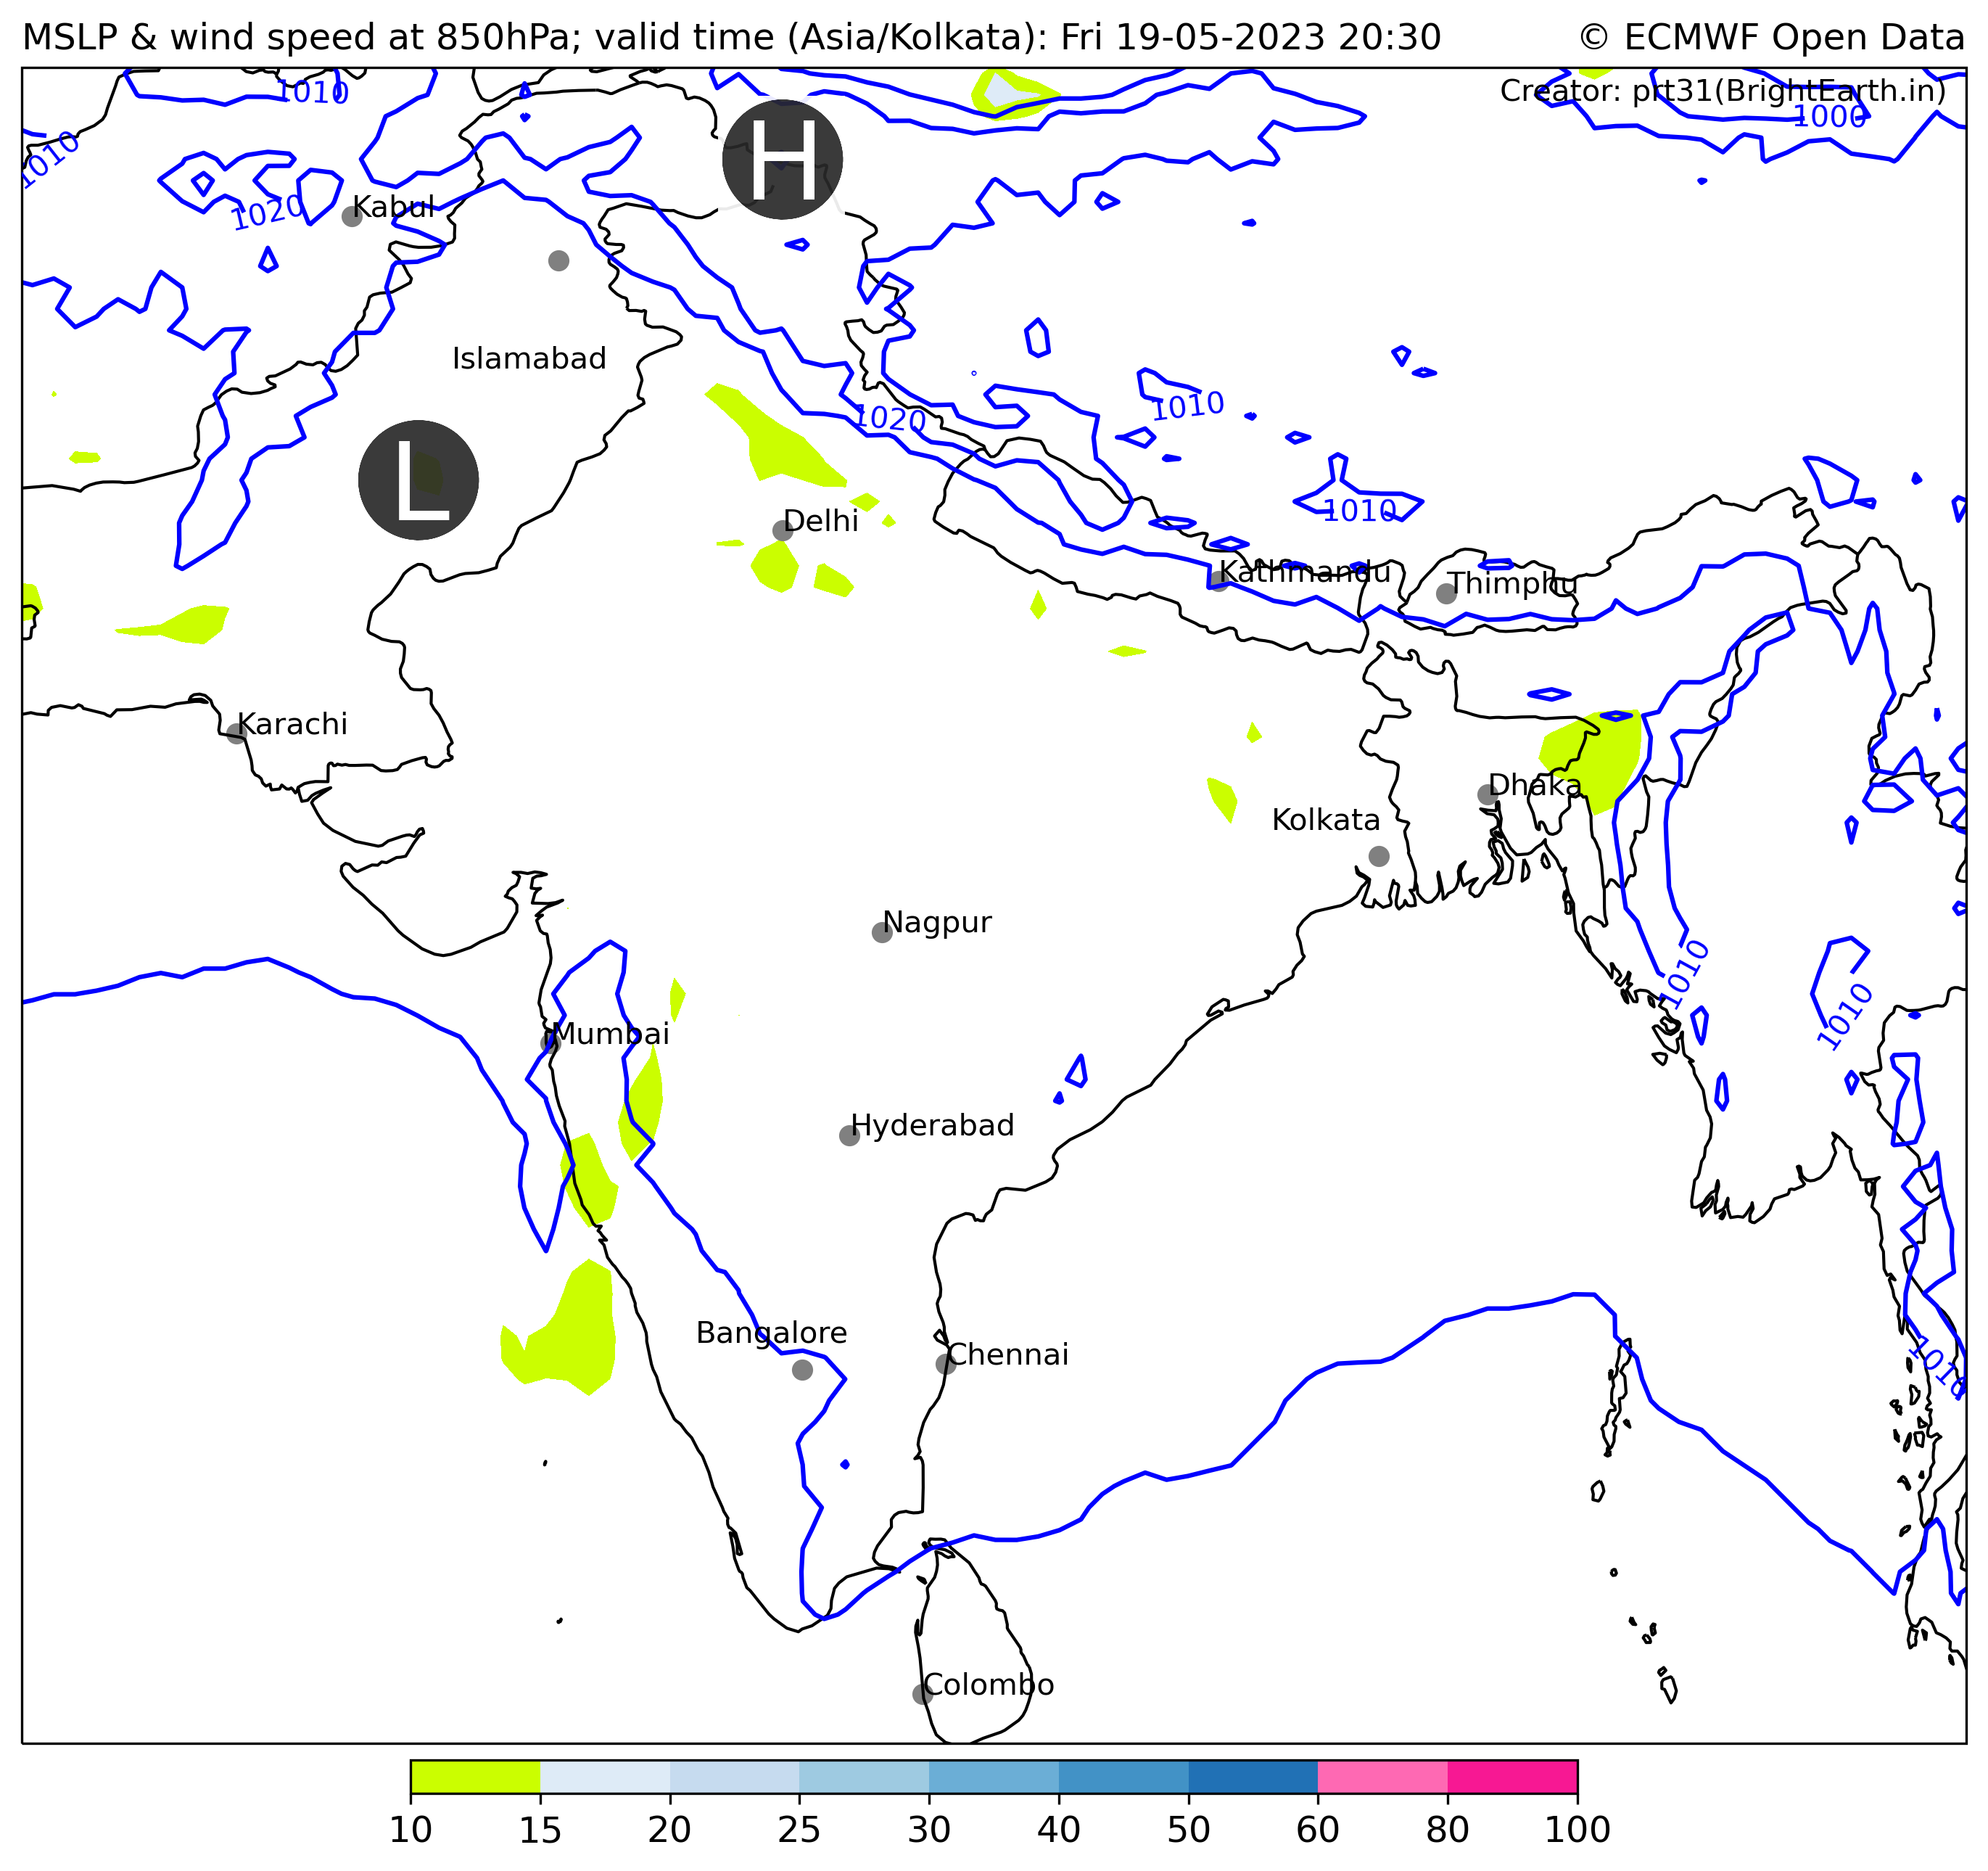 MSLP & wind speed at 850hPa; valid time (Asia/Kolkata): Fri 19-05-2023 20:30
© ECMWF Open Data
Creator: prt31(BrightEarth.in)
1010
1000
1010
H
1020
Kabul
Islamabad
1010
1020
L
1010
Delhi
Kathmandu
Thimphu
Karachi
Dhaka
Kolkata
Nagpur
1010
1010
Mumbai
Hyderabad
Bangalore
Chennai
1010
Colombo
10 15 20 25 30 40 50 60 80 100